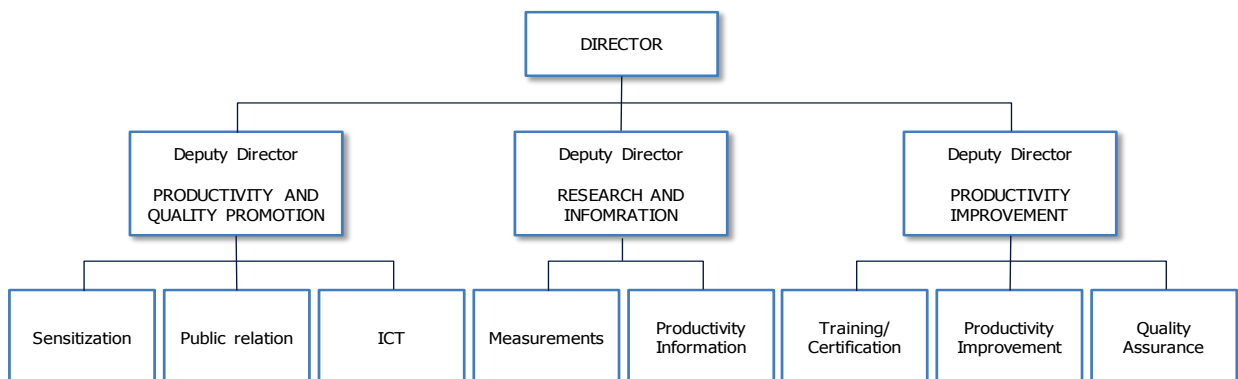 DIRECTOR
Deputy Director
PRODUCTIVITY AND
QUALITY PROMOTION
Deputy Director
RESEARCH AND
INFOMRATION
Deputy Director
PRODUCTIVITY
IMPROVEMENT
Sensitization
Public relation
ICT
Measurements
Productivity
Information
Training/
Certification
Productivity
Improvement
Quality
Assurance